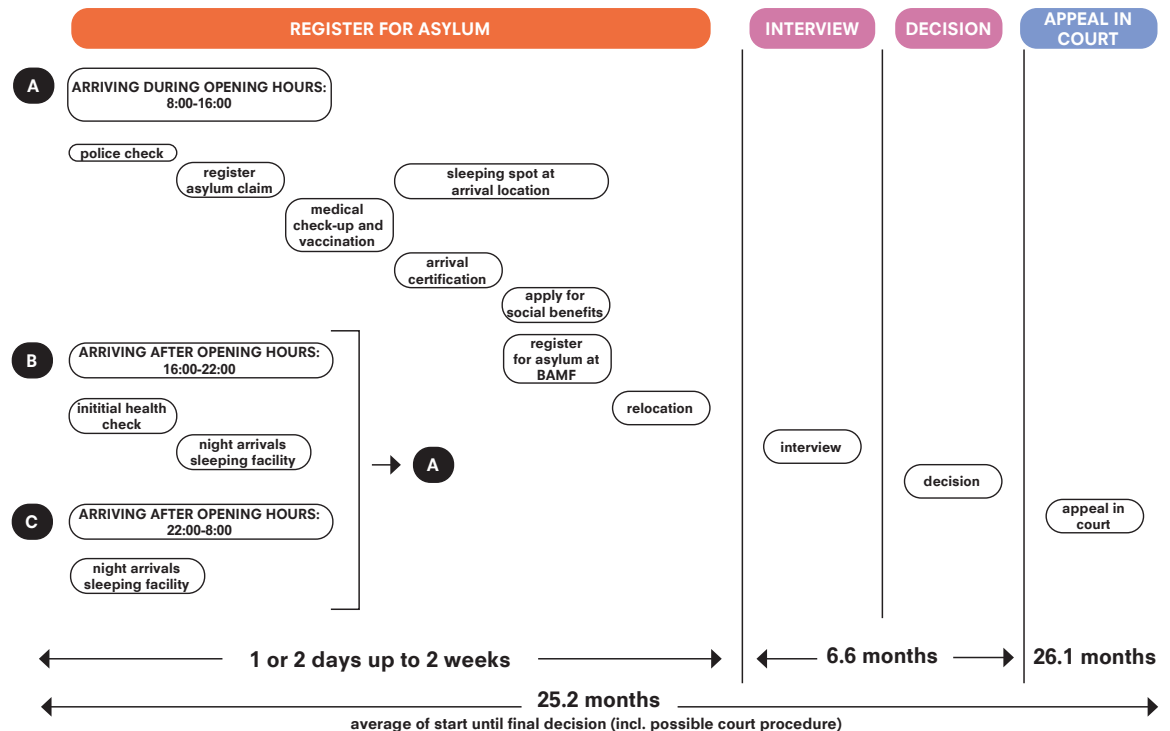 REGISTER FOR ASYLUM
INTERVIEW
DECISION
APPEAL IN
COURT
A
ARRIVING DURING OPENING HOURS:
8:00-16:00
police check
register
asylum claim
sleeping spot at
arrival location
medical
check-up and
vaccination
arrival
certification
apply for
social benefits
register
for asylum at
BAMF
relocation
B
ARRIVING AFTER OPENING HOURS:
16:00-22:00
inititial health
check
night arrivals
sleeping facility
A
C
ARRIVING AFTER OPENING HOURS:
22:00-8:00
night arrivals
sleeping facility
interview
decision
appeal in
court
1 or 2 days up to 2 weeks
6.6 months
26.1 months
25.2 months
average of start until final decision (incl. possible court procedure)